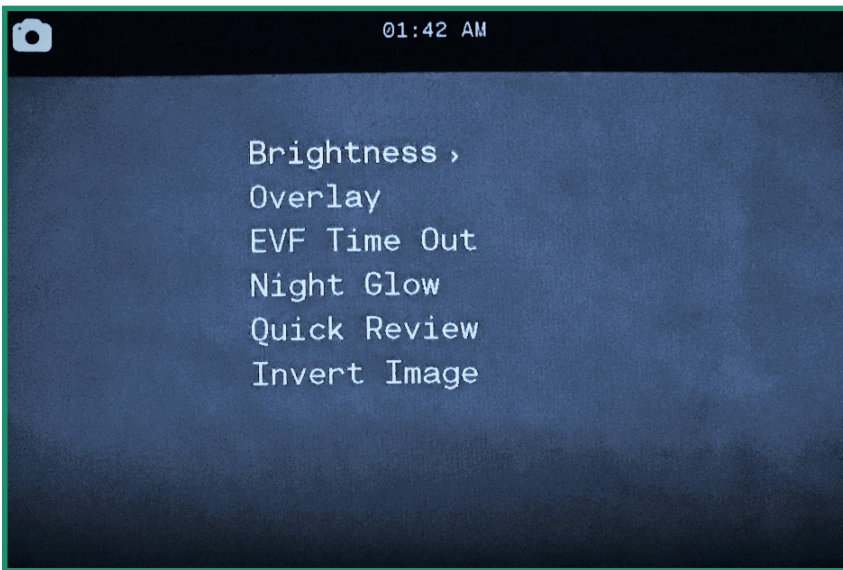 01:42 AM
Brightness ›
Overlay
EVF Time Out
Night Glow
Quick Review
Invert Image